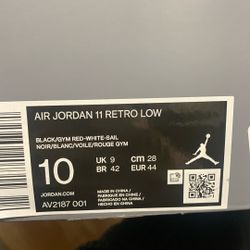 AIR JORDAN 11 RETRO LOW
BLACK/GYM RED-WHITE-SAIL
NOIR/BLANC/VOILE/ROUGE GYM
10
UK 9
cm 28
BR 42
EUR 44
JORDAN.COM
AV2187 001
MADE IN CHINA /
FABRIQUÉ EN CHINE /
FABRICADO NA CHINA /
HECHO EN CHINA